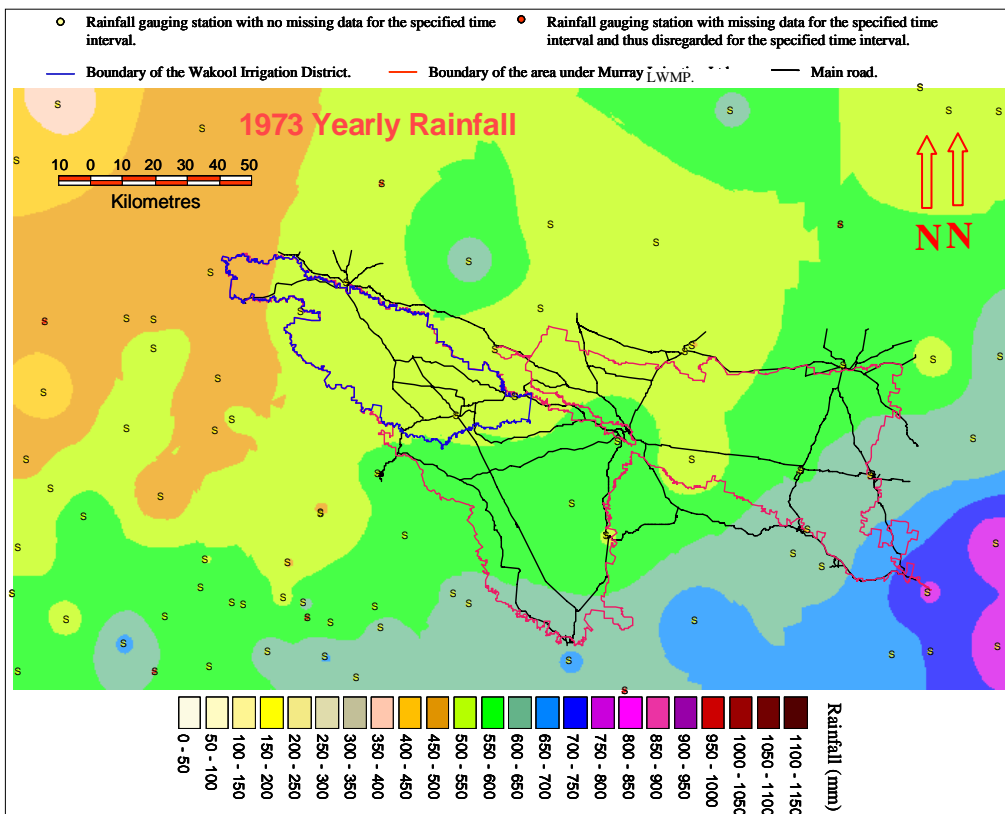 Rainfall gauging station with no missing data for the specified time
interval.
Rainfall gauging station with missing data for the specified time
interval and thus disregarded for the specified time interval.
Boundary of the Wakool Irrigation District.
Boundary of the area under Murray
LWMP.
Main road.
1973 Yearly Rainfall
10 0 10 20 30 40 50
Kilometres
N N
0 - 50
50 - 100
100 - 150
150 - 200
200 - 250
250 - 300
300 - 350
350 - 400
400 - 450
450 - 500
500 - 550
550 - 600
600 - 650
650 - 700
700 - 750
750 - 800
800 - 850
850 - 900
900 - 950
950 - 1000
1000 - 1050
1050 - 1100
1100 - 1150
Rainfall (mm)